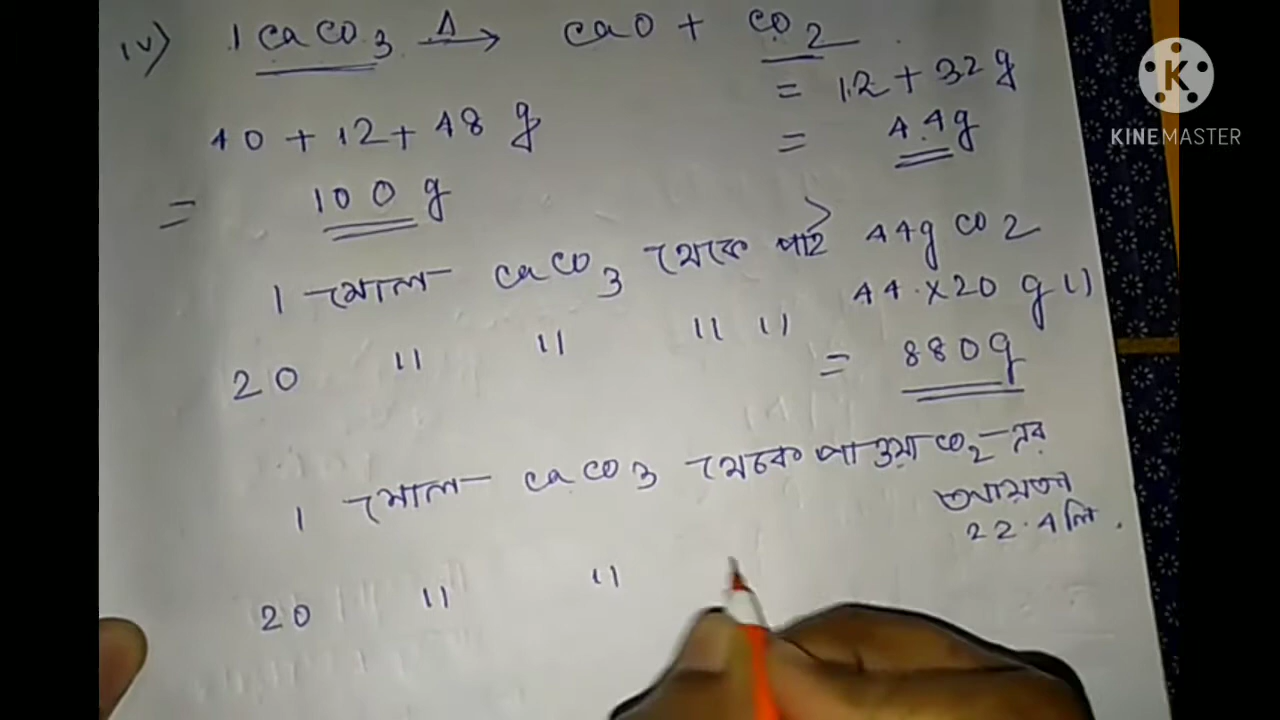 iv) 1 CaCO3 Δ→ CaO + CO2
40 + 12 + 48 g = 12 + 32 g
= 100 g = 44g
1 মোল CaCO3 থেকে পাই 44g CO2
20 " " " " 44 x 20 g "
= 880g
1 মোল CaCO3 থেকে পাওয়া CO2-এর আয়তন 22.4 লি.
20 " "
KINEMASTER